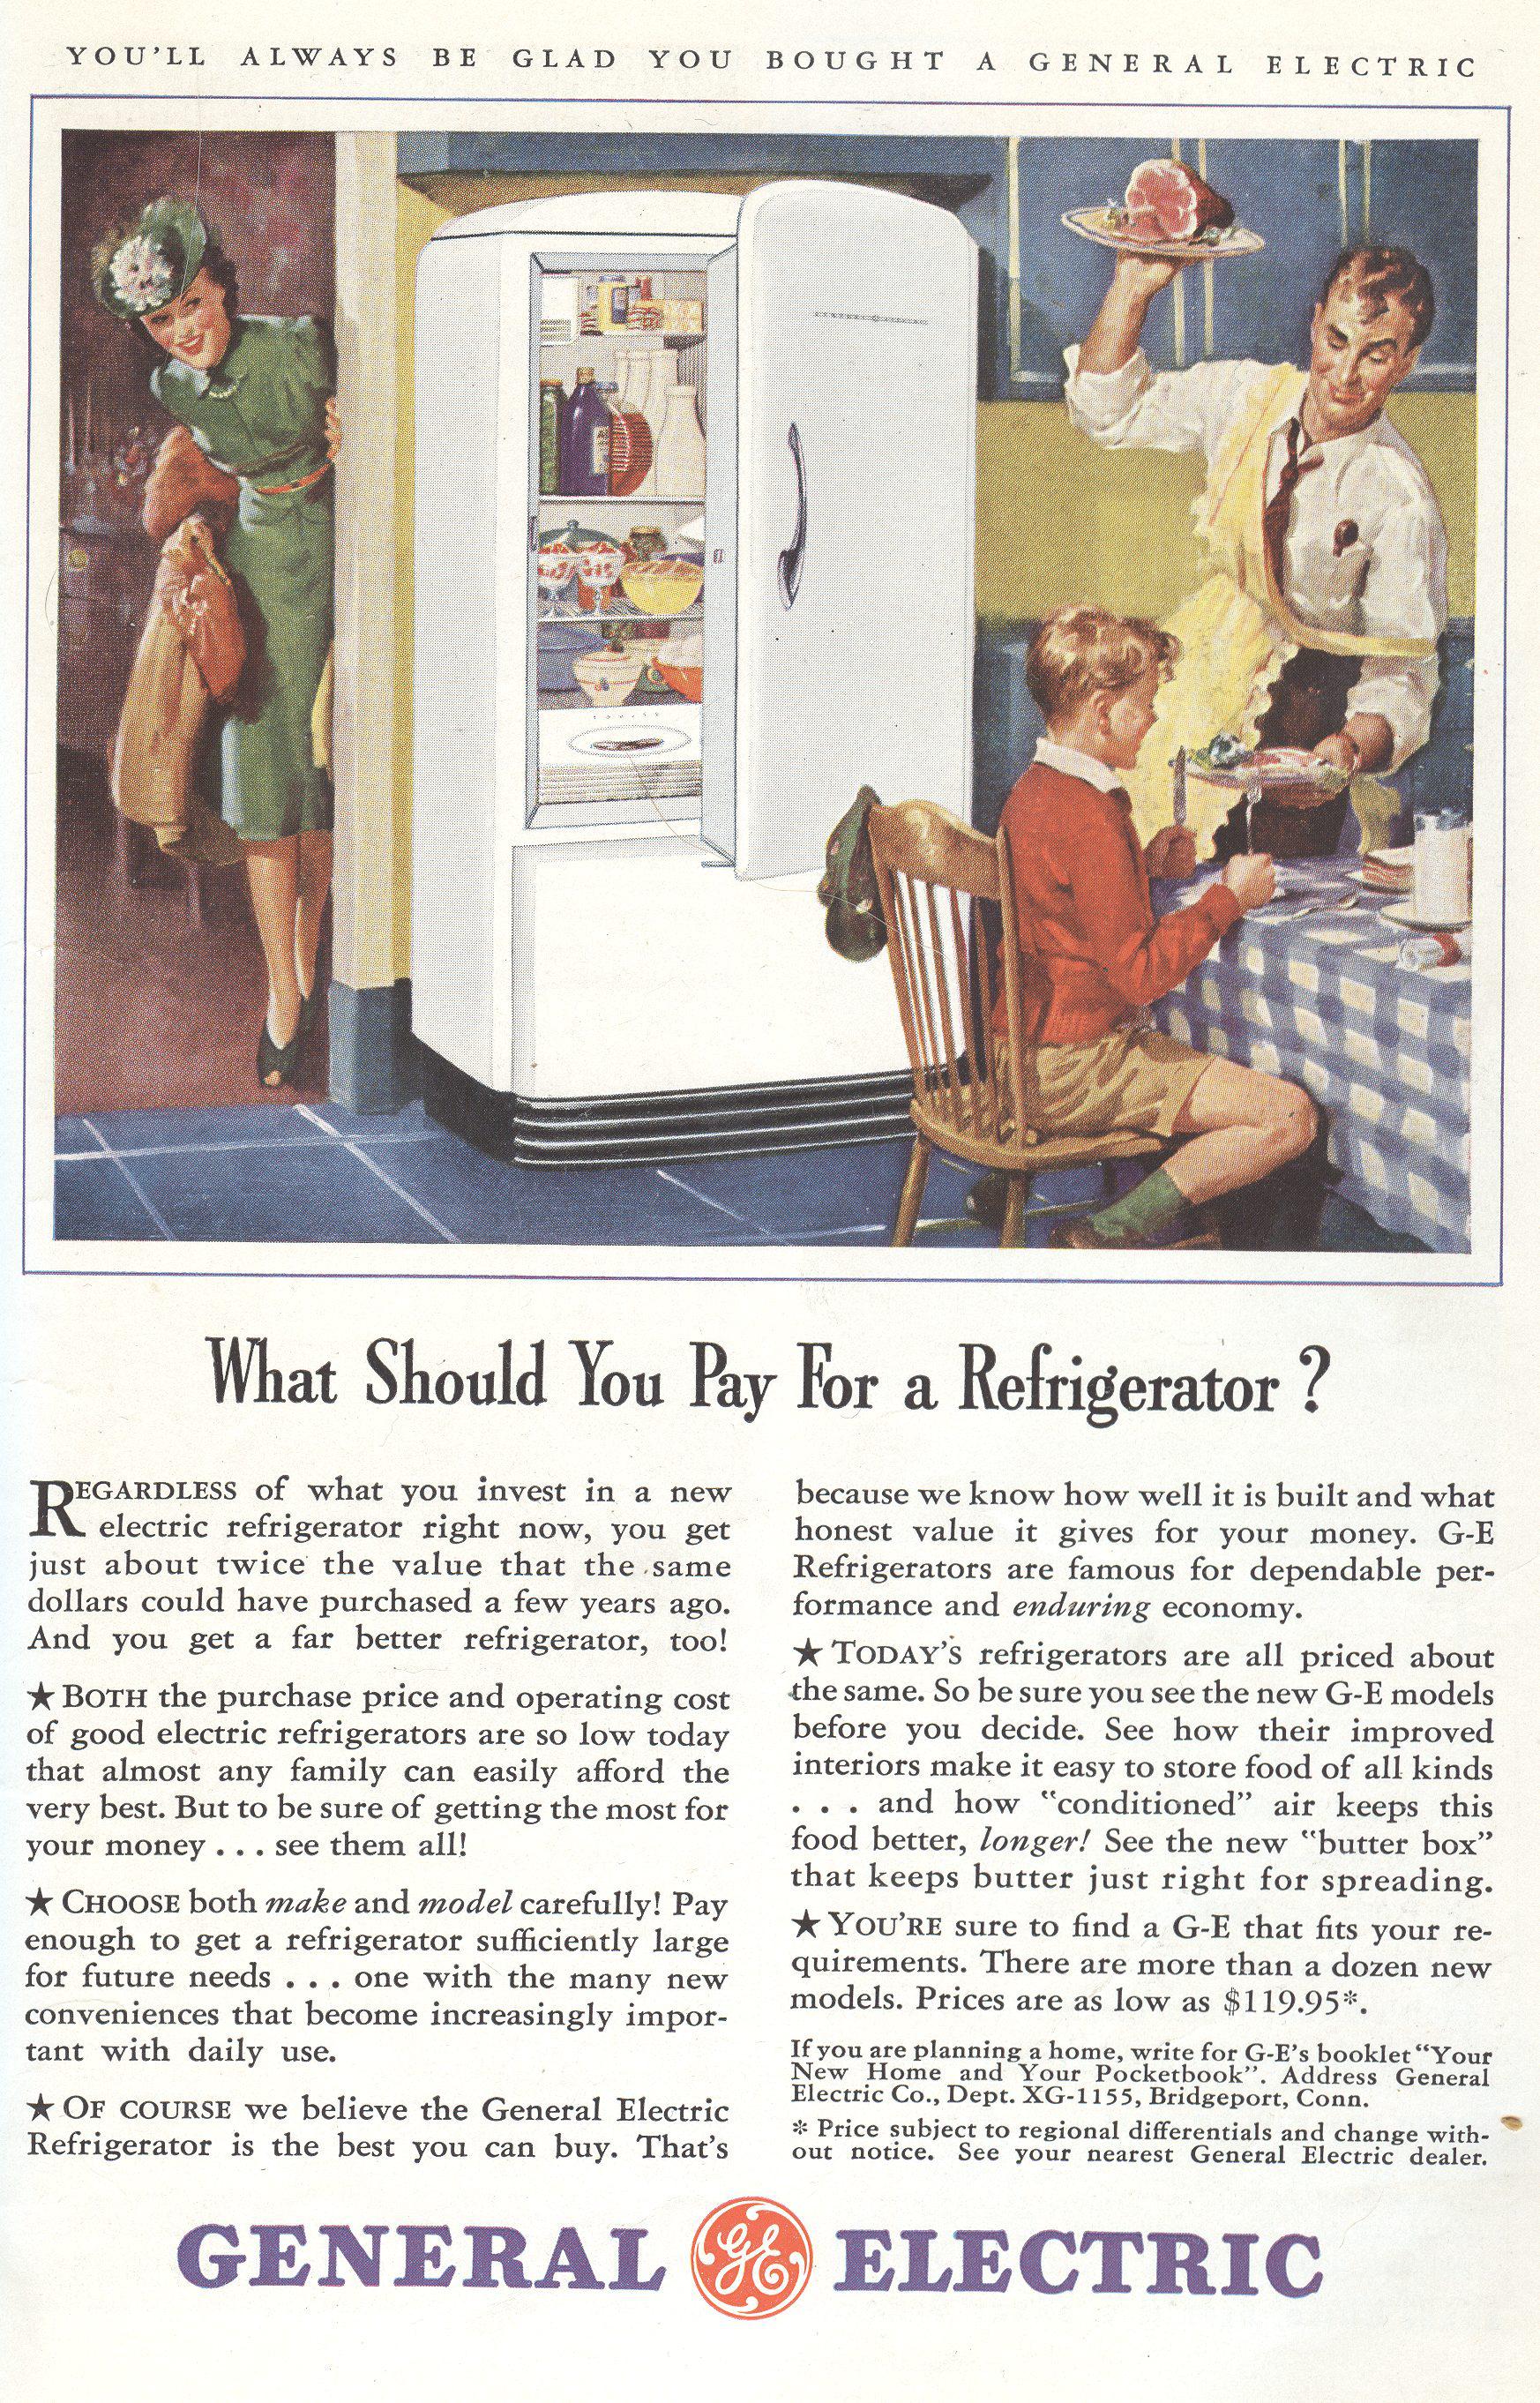 YOU'LL ALWAYS BE GLAD YOU BOUGHT A GENERAL ELECTRIC
What Should You Pay For a Refrigerator?
REGARDLESS of what you invest in a new
electric refrigerator right now, you get
just about twice the value that the same
dollars could have purchased a few years ago.
And you get a far better refrigerator, too!
★ BOTH the purchase price and operating cost
of good electric refrigerators are so low today
that almost any family can easily afford the
very best. But to be sure of getting the most for
your money . . . see them all!
★ CHOOSE both make and model carefully! Pay
enough to get a refrigerator sufficiently large
for future needs . . . one with the many new
conveniences that become increasingly impor-
tant with daily use.
★ OF COURSE we believe the General Electric
Refrigerator is the best you can buy. That's
because we know how well it is built and what
honest value it gives for your money. G-E
Refrigerators are famous for dependable per-
formance and enduring economy.
★ TODAY'S refrigerators are all priced about
the same. So be sure you see the new G-E models
before you decide. See how their improved
interiors make it easy to store food of all kinds
. . . and how "conditioned" air keeps this
food better, longer! See the new "butter box"
that keeps butter just right for spreading.
★ YOU'RE sure to find a G-E that fits your re-
quirements. There are more than a dozen new
models. Prices are as low as $119.95*.
If you are planning a home, write for G-E's booklet "Your
New Home and Your Pocketbook". Address General
Electric Co., Dept. XG-1155, Bridgeport, Conn.
* Price subject to regional differentials and change with-
out notice. See your nearest General Electric dealer.
GENERAL GE ELECTRIC